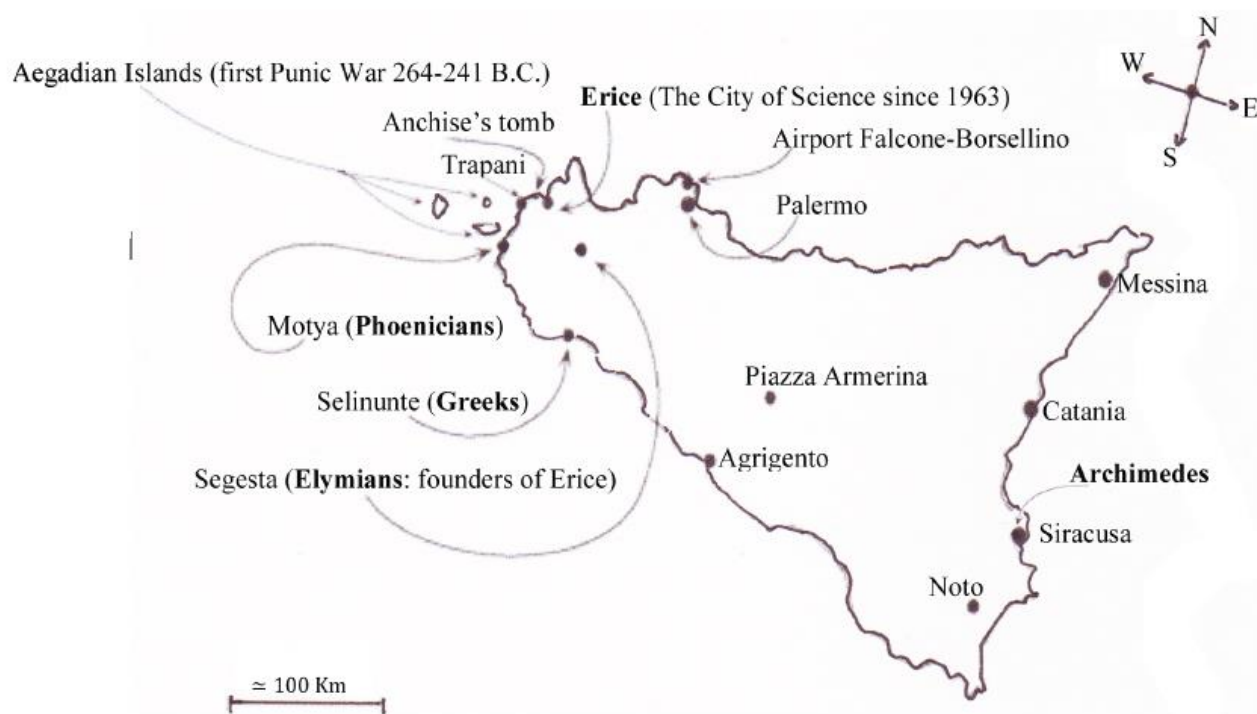 N
W
E
S
Aegadian Islands (first Punic War 264-241 B.C.)
Erice (The City of Science since 1963)
Anchise's tomb
Airport Falcone-Borsellino
Trapani
Palermo
Messina
Motya (Phoenicians)
Piazza Armerina
Selinunte (Greeks)
Catania
Agrigento
Segesta (Elymians: founders of Erice)
Archimedes
Siracusa
Noto
≃ 100 Km